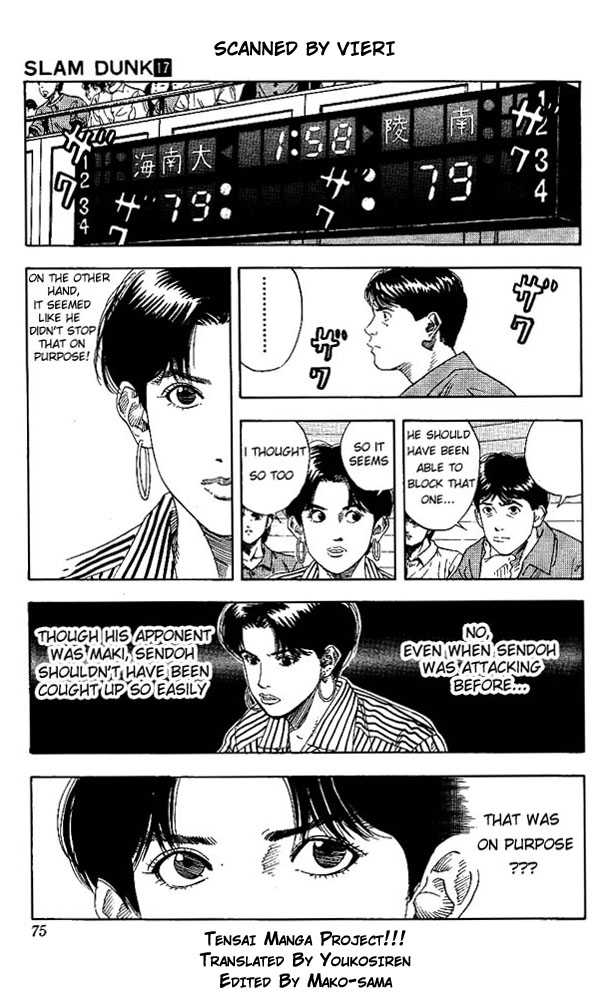 SCANNED BY VIERI
SLAM DUNK 17
海南大
1:58
陵 南
79
79
1
2
3
4
1
2
3
4
ザワ
ザワ
ザワ
ザワ
ザワ
ザワ
..........
ON THE OTHER
HAND,
IT SEEMED
LIKE HE
DIDN'T STOP
THAT ON
PURPOSE!
HE SHOULD
HAVE BEEN
ABLE TO
BLOCK THAT
ONE...
SO IT
SEEMS
I THOUGHT
SO TOO
NO,
EVEN WHEN SENDOH
WAS ATTACKING
BEFORE...
THOUGH HIS APPONENT
WAS MAKI, SENDOH
SHOULDN'T HAVE BEEN
COUGHT UP SO EASILY
THAT WAS
ON PURPOSE
???
75
TENSAI MANGA PROJECT!!!
TRANSLATED BY YOUKOSIREN
EDITED BY MAKO-SAMA